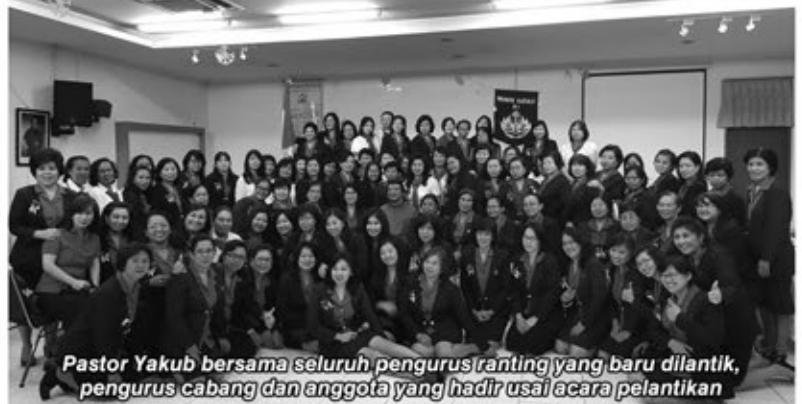 Pastor Yakub bersama seluruh pengurus ranting yang baru dilantik,
pengurus cabang dan anggota yang hadir usai acara pelantikan